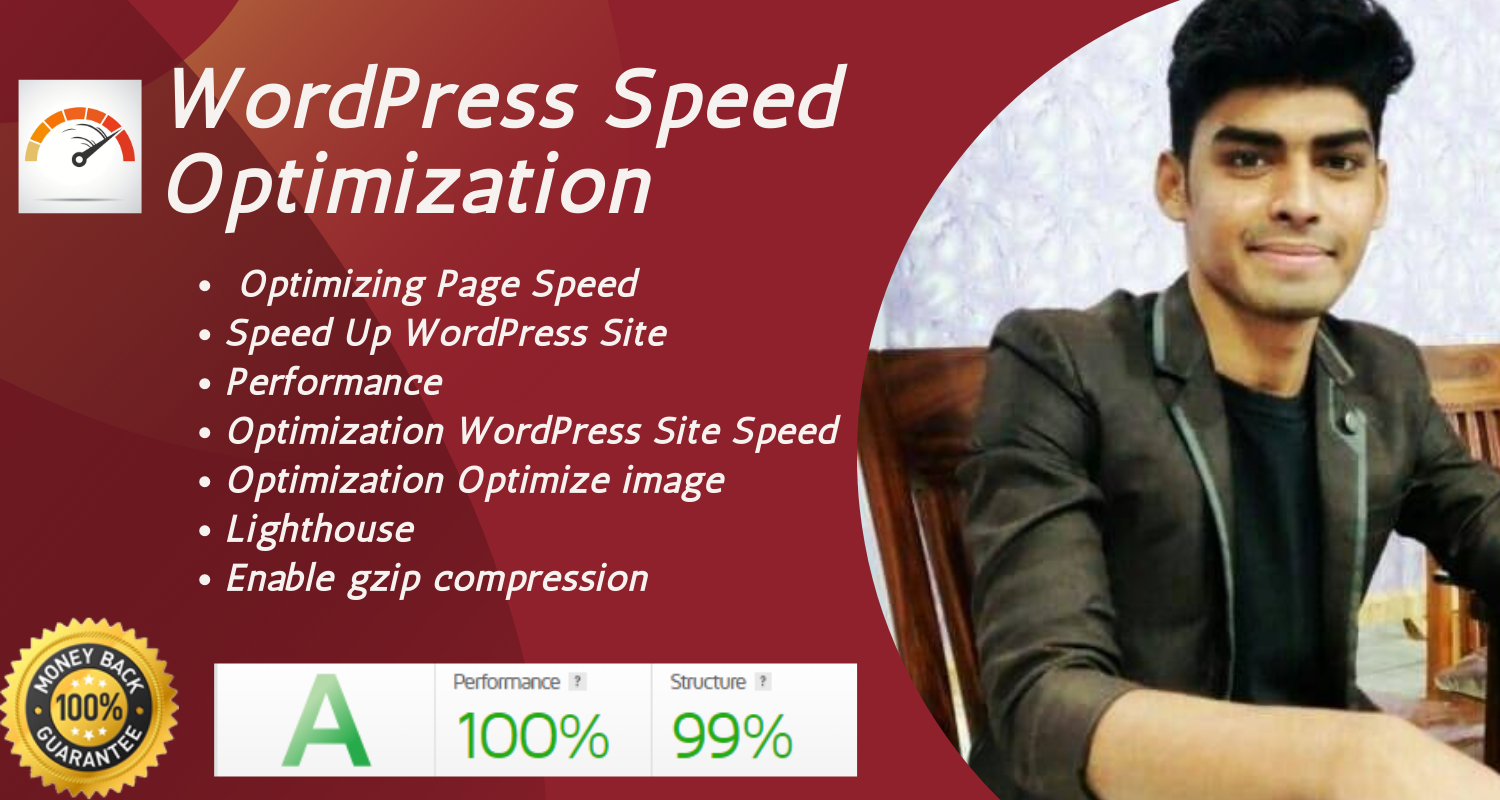 WordPress Speed
Optimization
• Optimizing Page Speed
• Speed Up WordPress Site
• Performance
• Optimization WordPress Site Speed
• Optimization Optimize image
• Lighthouse
• Enable gzip compression
MONEY BACK
100%
GUARANTEE
A
Performance ?
100%
Structure ?
99%